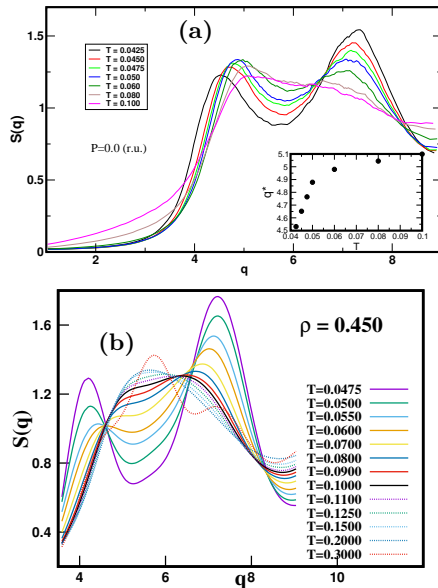 (a)
1.5
1
0.5
0
S(q)
T = 0.0425
T = 0.0450
T = 0.0475
T = 0.050
T = 0.060
T = 0.080
T = 0.100
P=0.0 (r.u.)
5.1
5
4.9
4.8
4.7
4.6
4.5
q*
0.04 0.05 0.06 0.07 0.08 0.09 0.1
T
2 4 6 8
q
(b)
ρ = 0.450
1.6
1.2
0.8
0.4
S(q)
T=0.0475
T=0.0500
T=0.0550
T=0.0600
T=0.0700
T=0.0800
T=0.0900
T=0.1000
T=0.1100
T=0.1250
T=0.1500
T=0.2000
T=0.3000
4 6 8 10
q